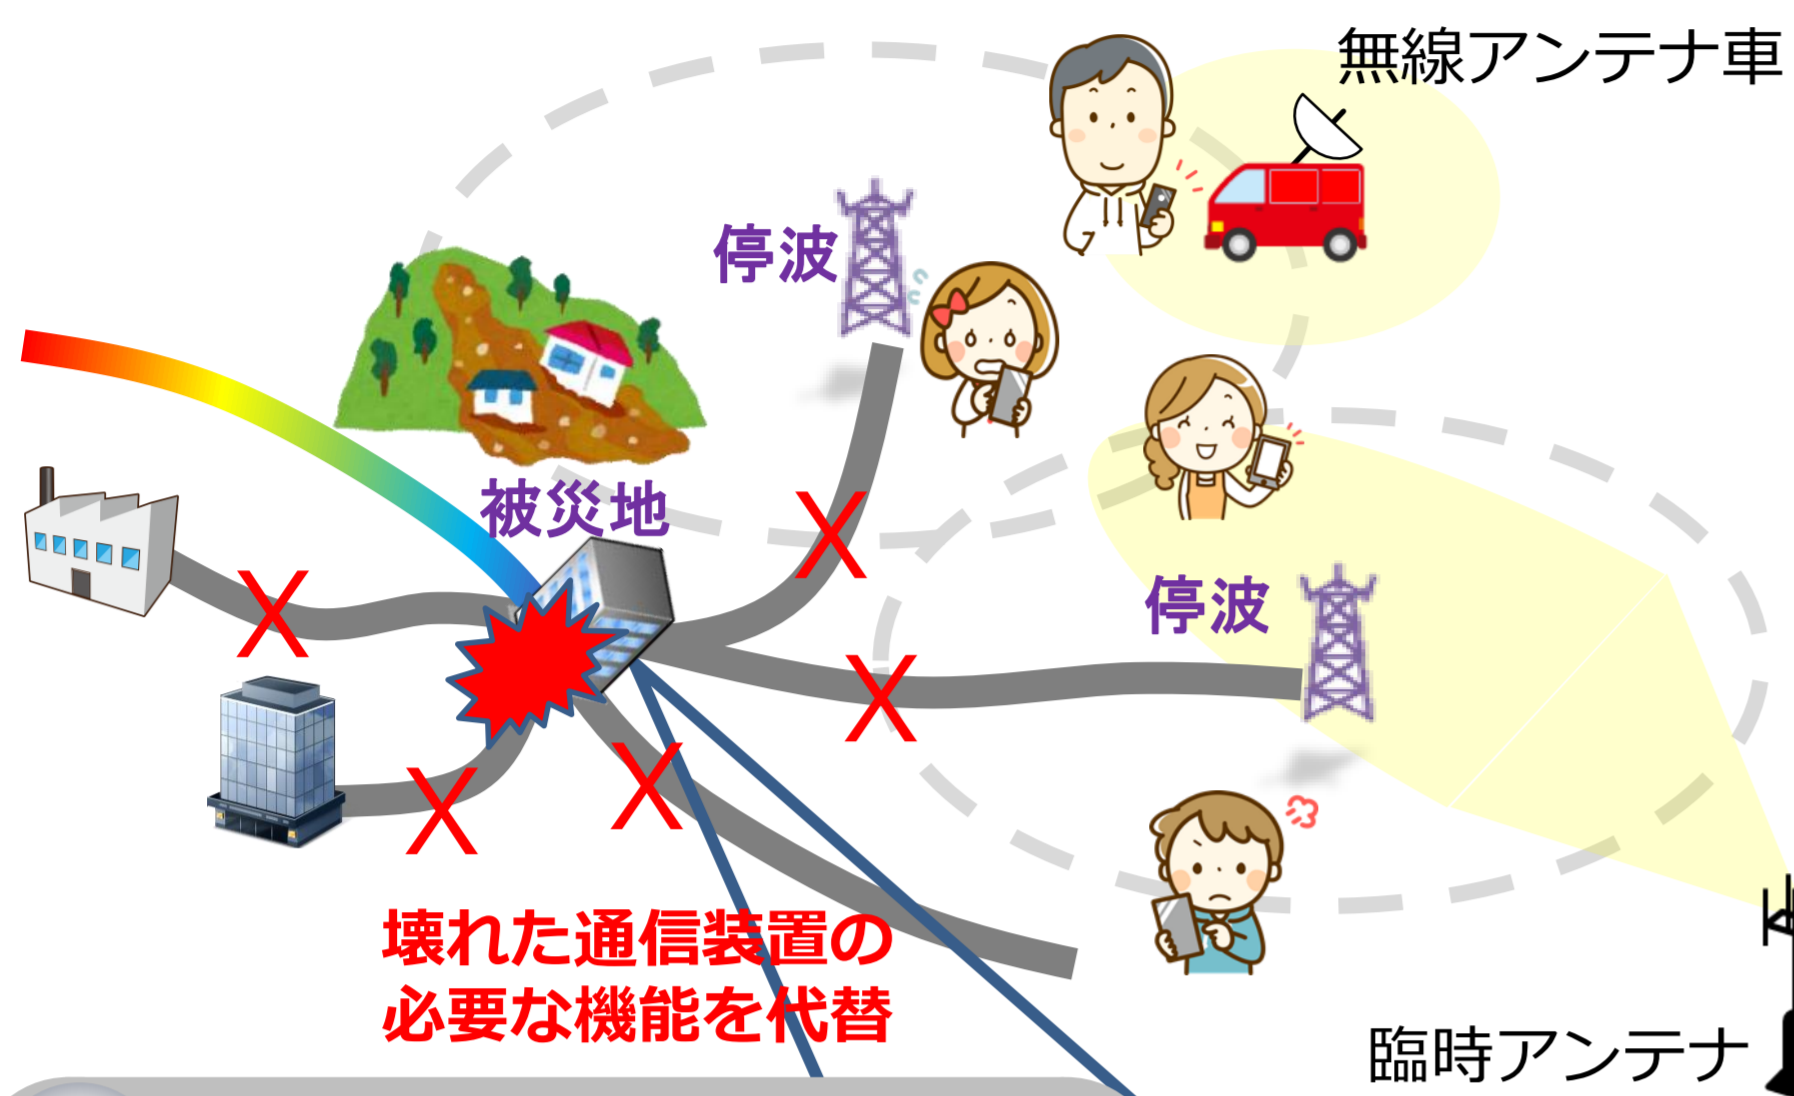 無線アンテナ車
停波
被災地
停波
壊れた通信装置の
必要な機能を代替
臨時アンテナ